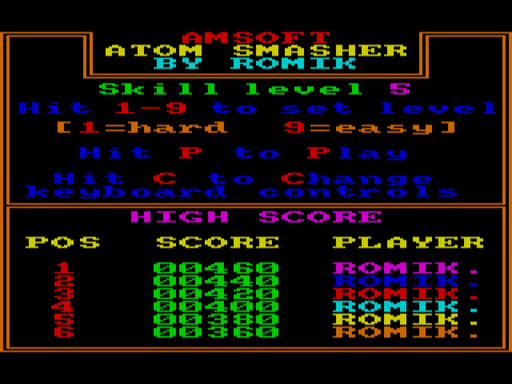 AMSOFT
ATOM SMASHER
BY ROMIK
Skill level 5
Hit 1-9 to set level
[1=hard 9=easy]
Hit P to Play
Hit C to Change
keyboard controls
HIGH SCORE
POS SCORE PLAYER
1 00460 ROMIK.
2 00440 ROMIK.
3 00420 ROMIK.
4 00400 ROMIK.
5 00380 ROMIK.
6 00360 ROMIK.